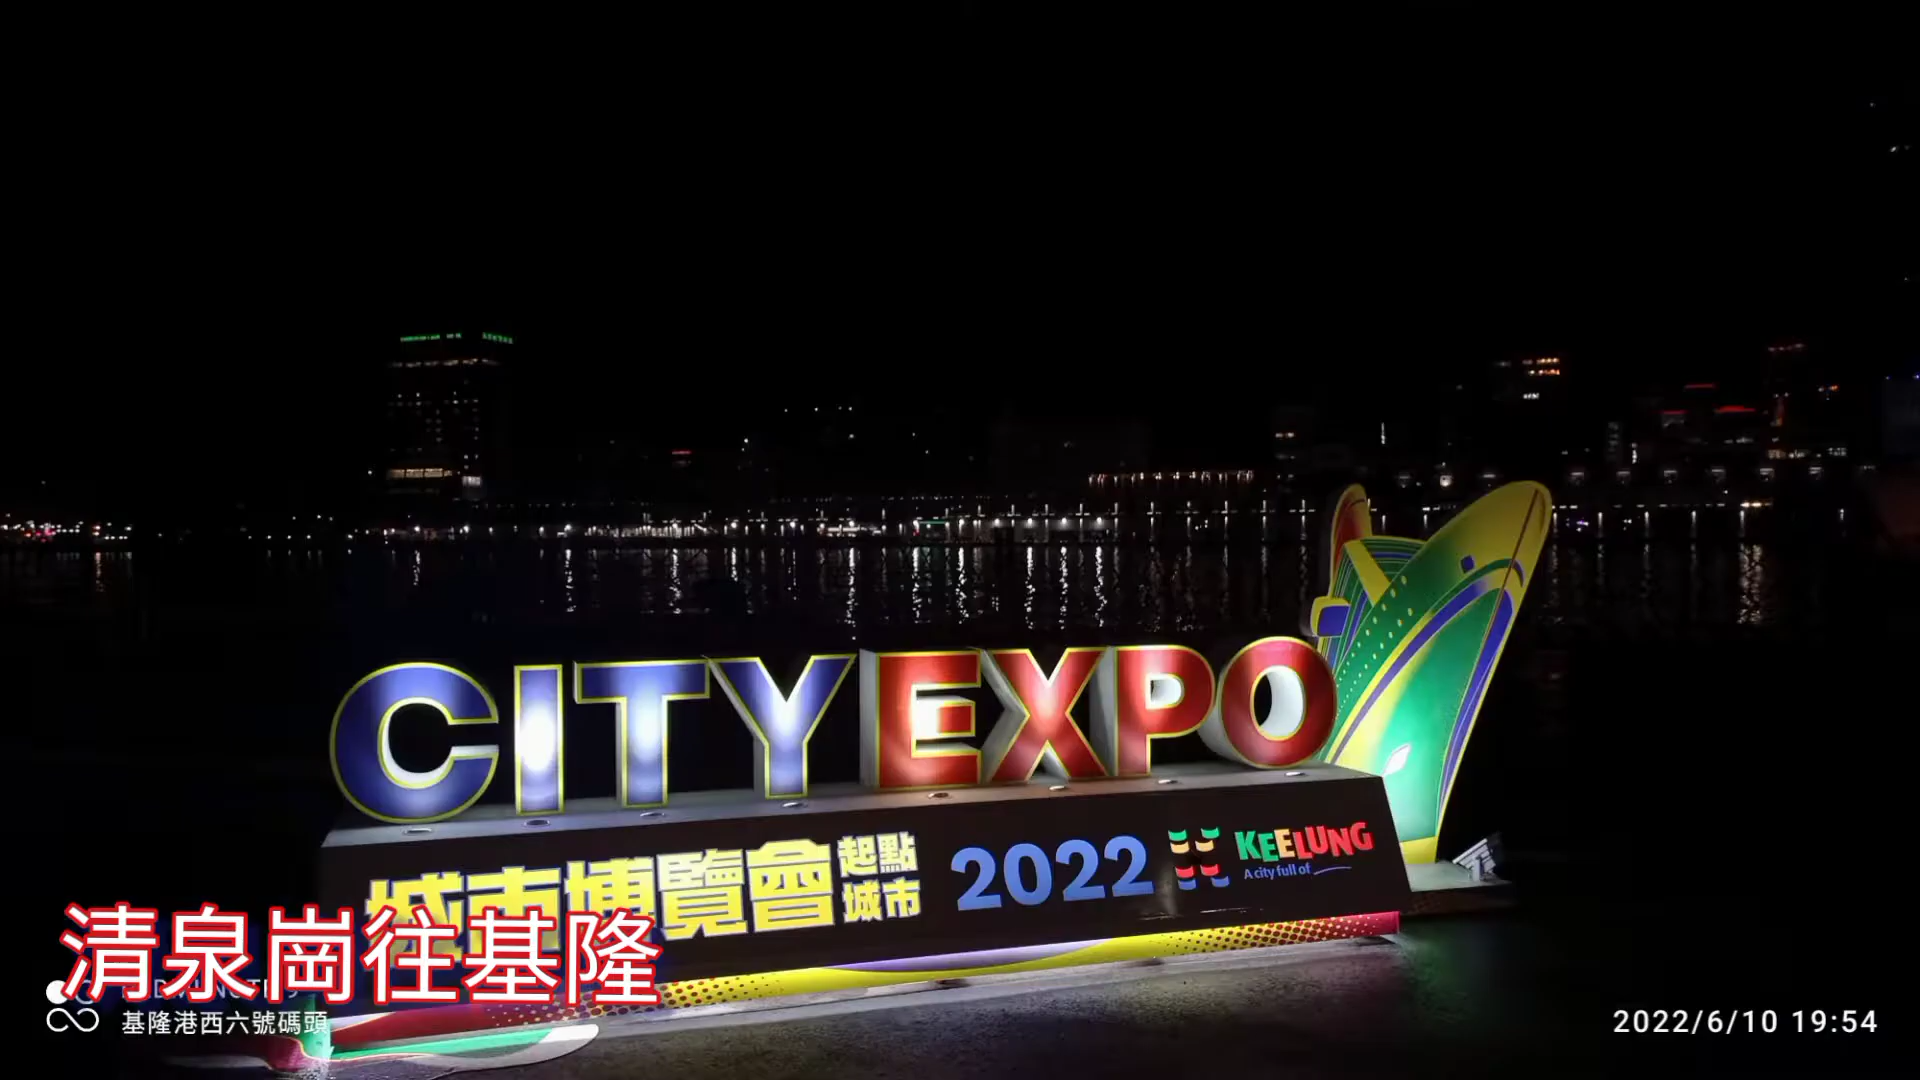 CITY EXPO
城市博覽會 起點
城市
2022
KEELUNG
A city full of
清泉崗往基隆
基隆港西六號碼頭
2022/6/10 19:54